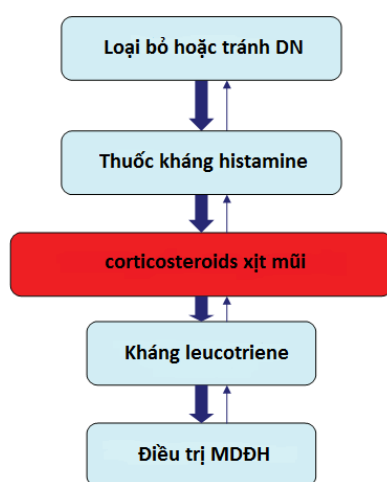 Loại bỏ hoặc tránh DN
Thuốc kháng histamine
corticosteroids xịt mũi
Kháng leucotriene
Điều trị MDĐH